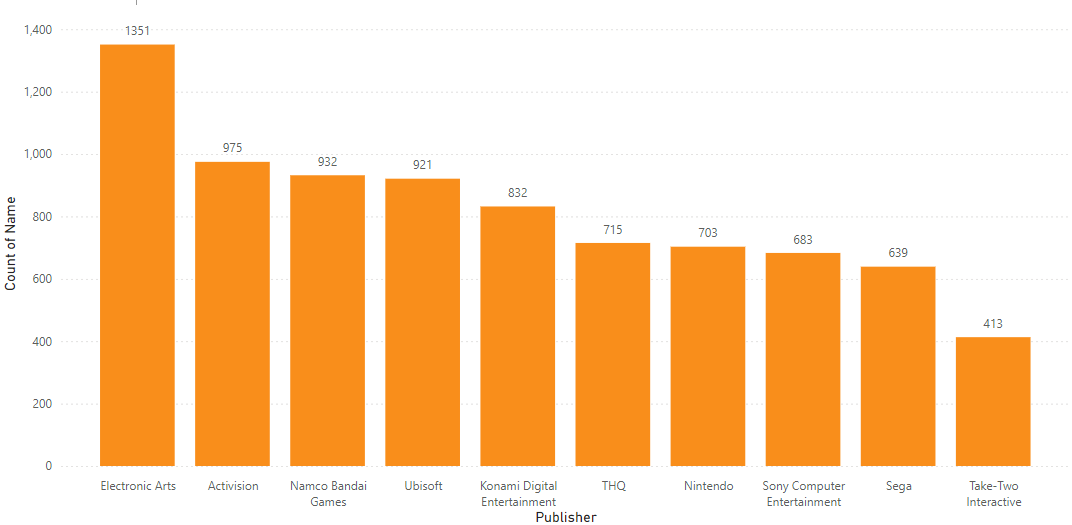 1,400
1,200
1,000
800
600
400
200
0
Count of Name
1351
975
932
921
832
715
703
683
639
413
Electronic Arts
Activision
Namco Bandai
Games
Ubisoft
Konami Digital
Entertainment
THQ
Nintendo
Sony Computer
Entertainment
Sega
Take-Two
Interactive
Publisher